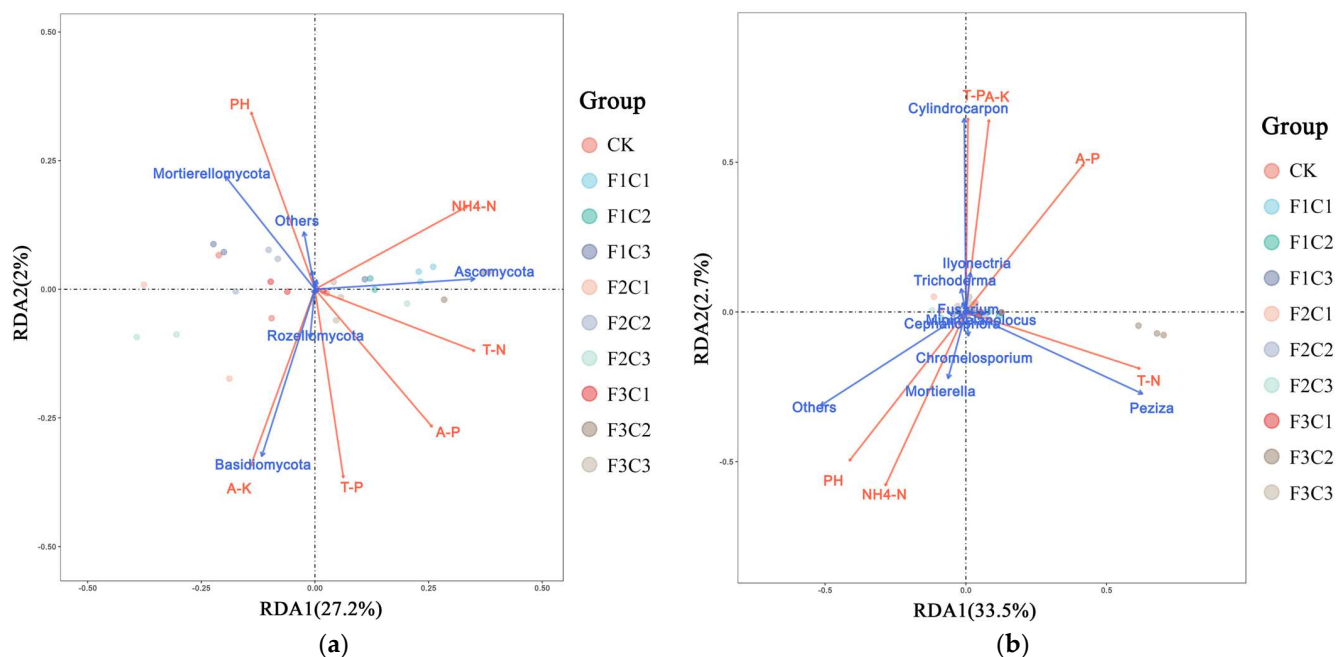 0.50
0.25
0.00
-0.25
-0.50
RDA2(2%)
PH
Mortierellomycota
Others
NH4-N
Ascomycota
Rozellomycota
T-N
A-P
Basidiomycota
A-K
T-P
-0.50
-0.25
0.00
0.25
0.50
RDA1(27.2%)
(a)
Group
CK
F1C1
F1C2
F1C3
F2C1
F2C2
F2C3
F3C1
F3C2
F3C3
0.5
0.0
-0.5
RDA2(2.7%)
T-P
A-K
Cylindrocarpon
A-P
Ilyonectria
Trichoderma
Fusarium
Cephaliophora
Chromelosporium
Mortierella
T-N
Others
Peziza
PH
NH4-N
-0.5
0.0
0.5
RDA1(33.5%)
(b)
Group
CK
F1C1
F1C2
F1C3
F2C1
F2C2
F2C3
F3C1
F3C2
F3C3